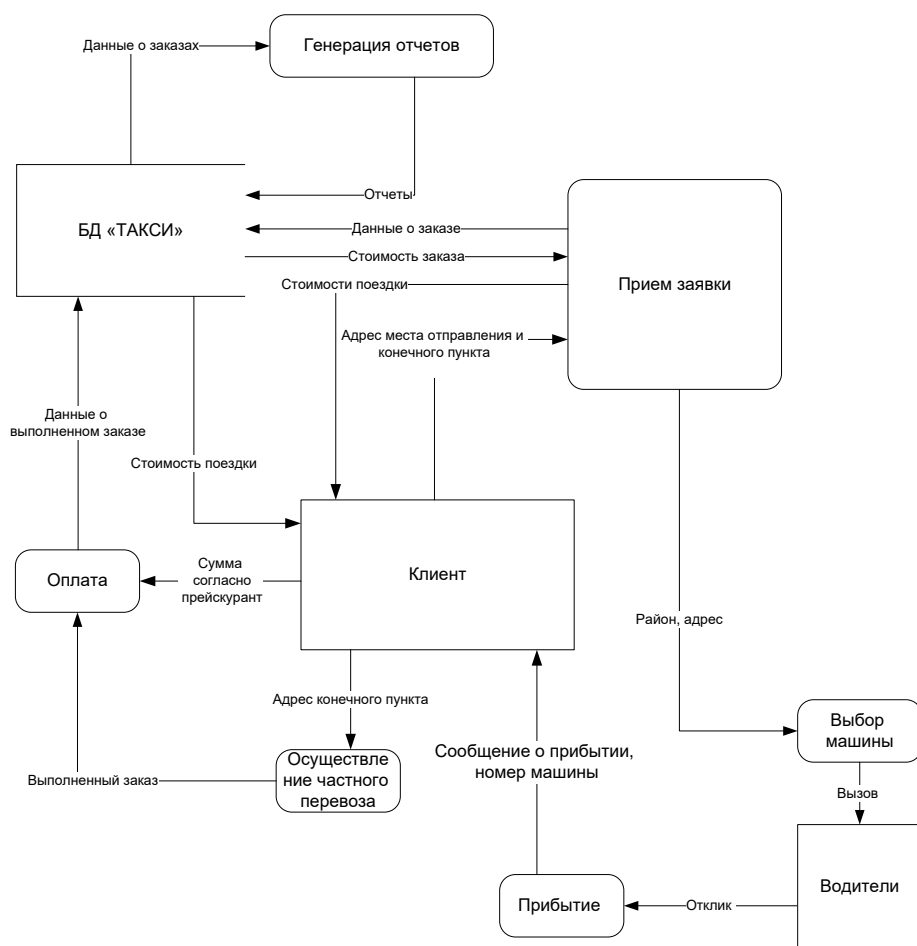 Данные о заказах
Генерация отчетов
Отчеты
БД «ТАКСИ»
Данные о заказе
Стоимость заказа
Стоимости поездки
Прием заявки
Адрес места отправления и
конечного пункта
Данные о
выполненном заказе
Стоимость поездки
Оплата
Сумма
согласно
прейскурант
Клиент
Район, адрес
Адрес конечного пункта
Выбор
машины
Сообщение о прибытии,
номер машины
Осуществле
ние частного
перевоза
Выполненный заказ
Вызов
Водители
Прибытие
Отклик